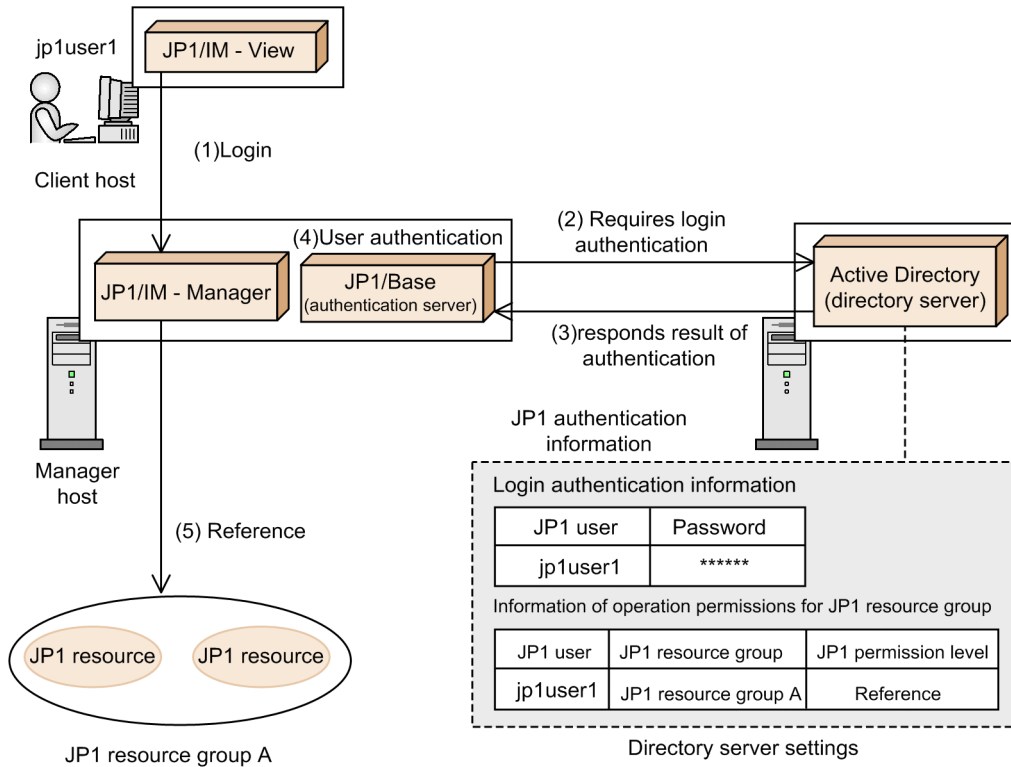 JP1/IM - View
jp1user1
(1)Login
Client host
(4)User authentication
(2) Requires login
authentication
JP1/IM - Manager
JP1/Base
(authentication server)
Active Directory
(directory server)
(3)responds result of
authentication
JP1 authentication
information
Manager
host
Login authentication information
JP1 user Password
jp1user1 ******
(5) Reference
Information of operation permissions for JP1 resource group
JP1 user JP1 resource group JP1 permission level
jp1user1 JP1 resource group A Reference
JP1 resource JP1 resource
Directory server settings
JP1 resource group A